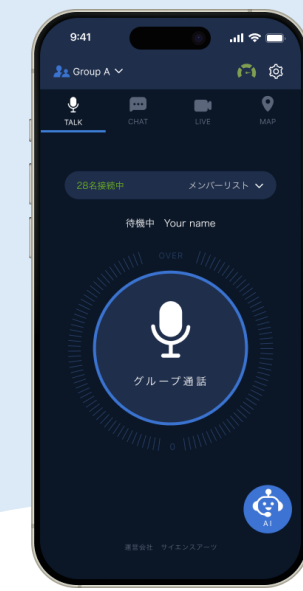 9:41
Group A
TALK
CHAT
LIVE
MAP
28名接続中
メンバーリスト
待機中 Your name
OVER
グループ通話
0
AI
運営会社 サイエンスアーツ